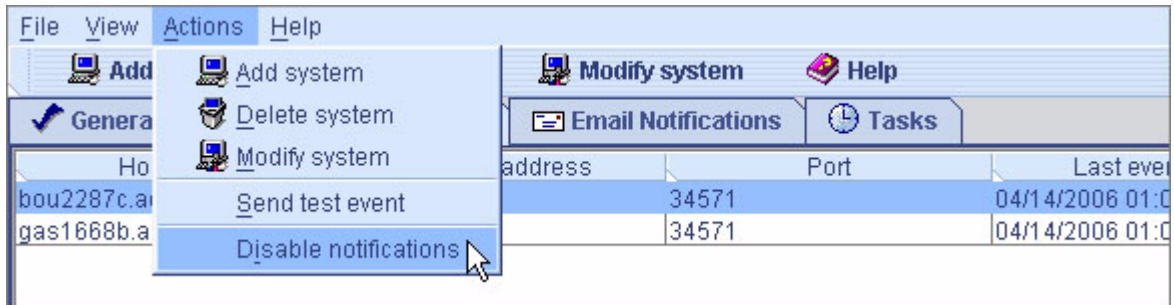 File View Actions Help
Add Modify system Help
Add system
Delete system
Modify system
Send test event
Disable notifications
Genera Email Notifications Tasks
Ho address Port Last eve
bou2287c.a 34571 04/14/2006 01:0
gas1668b.a 34571 04/14/2006 01:0